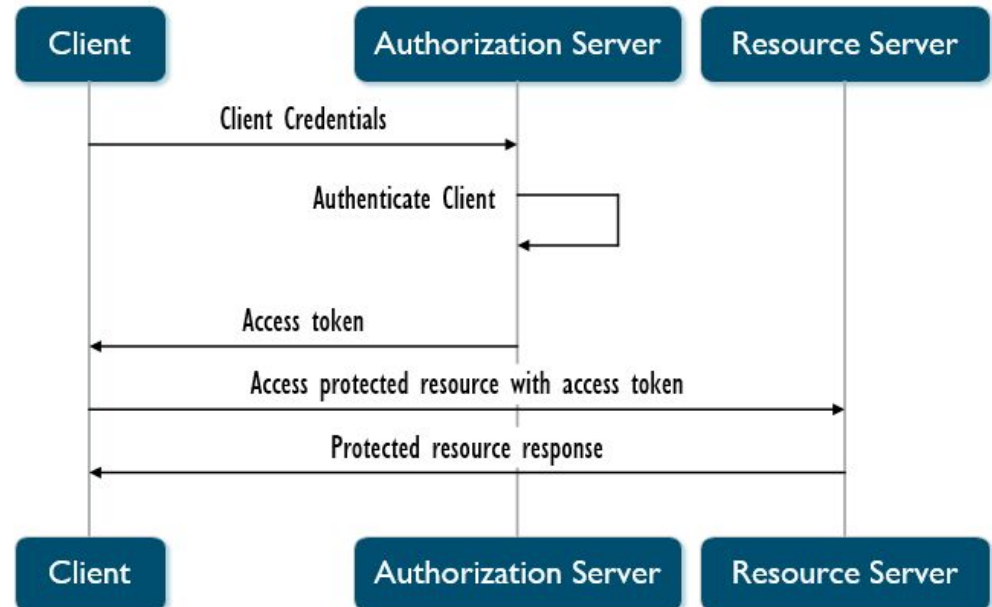 Client
Authorization Server
Resource Server
Client Credentials
Authenticate Client
Access token
Access protected resource with access token
Protected resource response
Client
Authorization Server
Resource Server